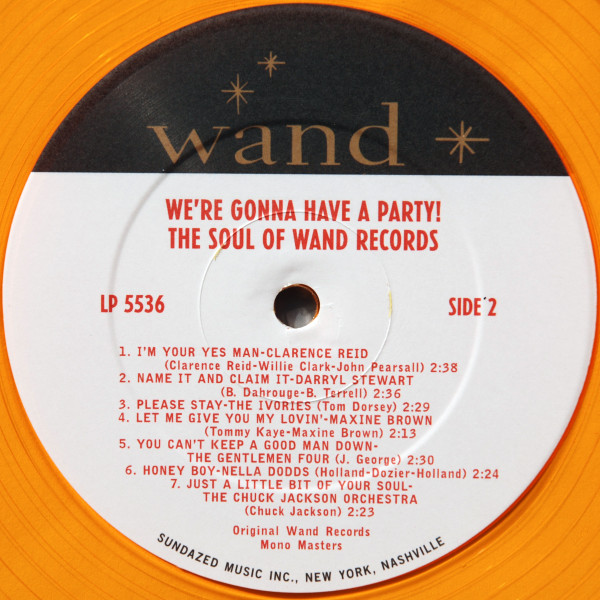 wand
WE'RE GONNA HAVE A PARTY!
THE SOUL OF WAND RECORDS
LP 5536
SIDE 2
1. I'M YOUR YES MAN-CLARENCE REID
(Clarence Reid-Willie Clark-John Pearsall) 2:38
2. NAME IT AND CLAIM IT-DARRYL STEWART
(B. Dahrouge-B. Terrell) 2:36
3. PLEASE STAY-THE IVORIES (Tom Dorsey) 2:29
4. LET ME GIVE YOU MY LOVIN'-MAXINE BROWN
(Tommy Kaye-Maxine Brown) 2:13
5. YOU CAN'T KEEP A GOOD MAN DOWN-
THE GENTLEMEN FOUR (J. George) 2:30
6. HONEY BOY-NELLA DODDS (Holland-Dozier-Holland) 2:24
7. JUST A LITTLE BIT OF YOUR SOUL-
THE CHUCK JACKSON ORCHESTRA
(Chuck Jackson) 2:23
Original Wand Records
Mono Masters
SUNDAZED MUSIC INC., NEW YORK, NASHVILLE